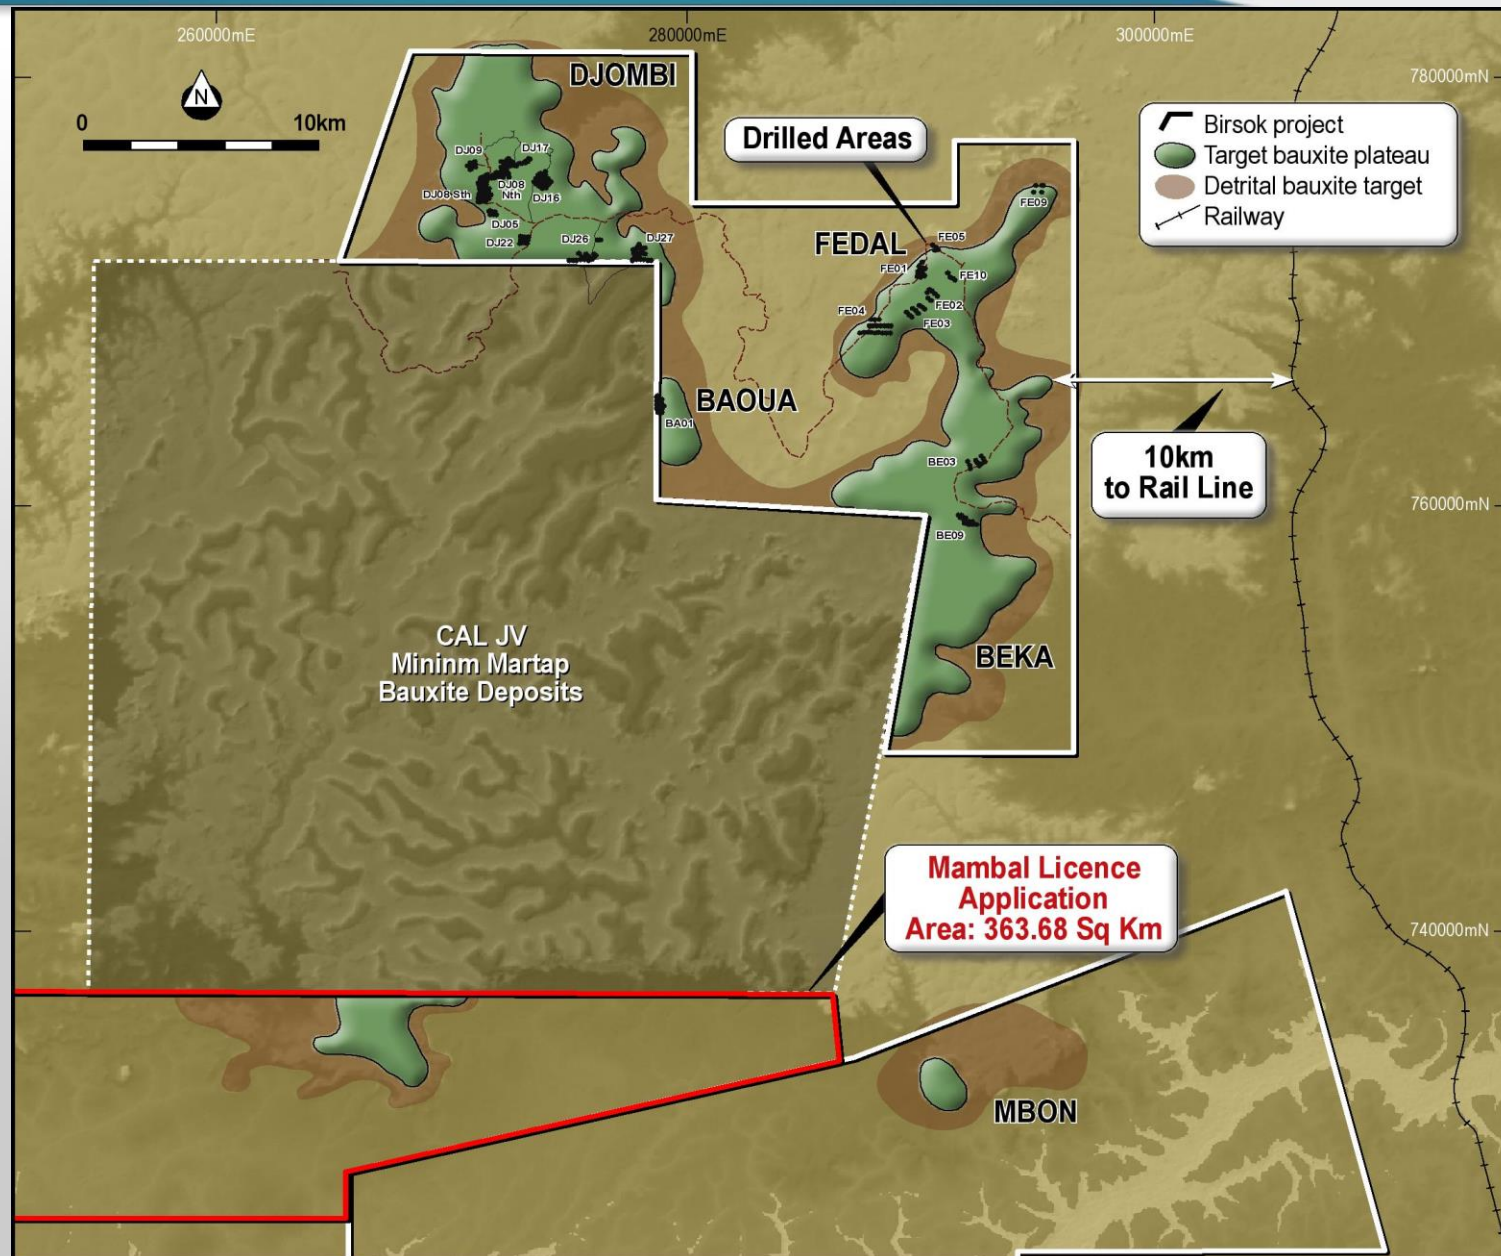 260000mE
280000mE
300000mE
780000mN
760000mN
740000mN
N
0
10km
Birsok project
Target bauxite plateau
Detrital bauxite target
Railway
DJOMBI
Drilled Areas
DJ09
DJ17
DJ08 Sth
DJ08
Nth
DJ16
DJ05
DJ22
DJ26
DJ27
FEDAL
FE09
FE05
FE01
FE10
FE02
FE04
FE03
BAOUA
BA01
BE03
BE09
10km
to Rail Line
CAL JV
Mininm Martap
Bauxite Deposits
BEKA
Mambal Licence
Application
Area: 363.68 Sq Km
MBON